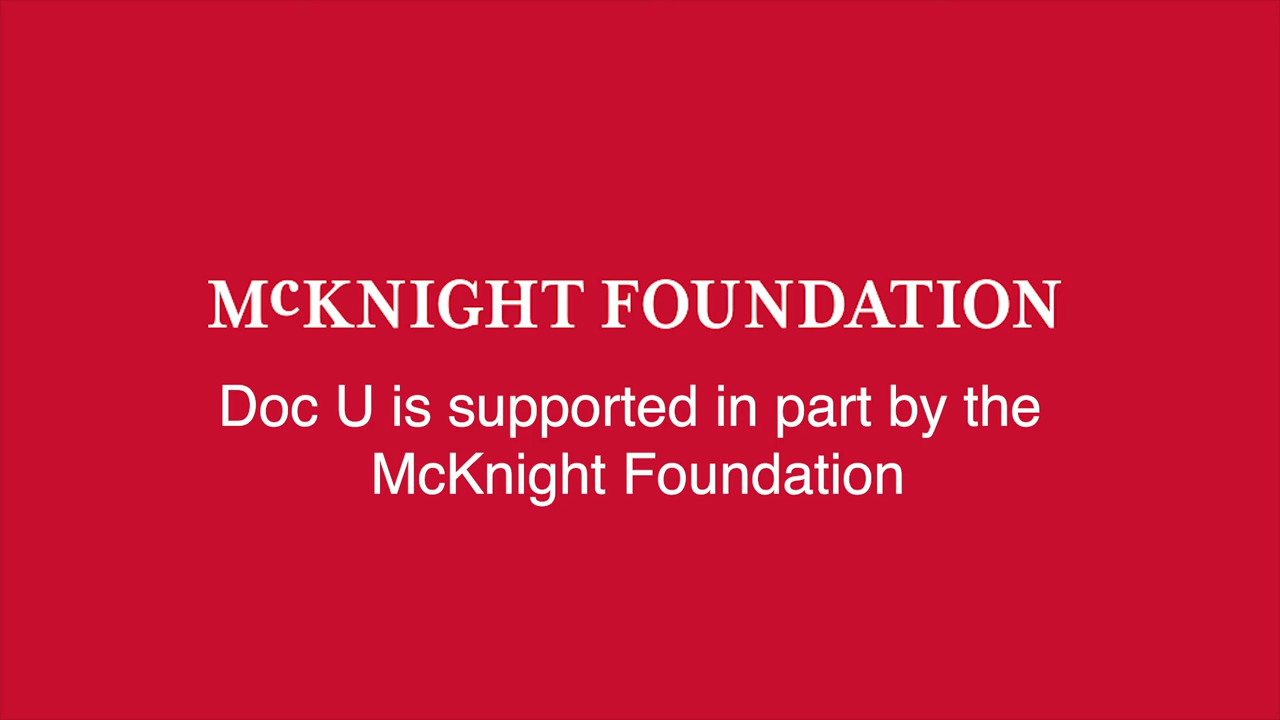 McKNIGHT FOUNDATION
Doc U is supported in part by the
McKnight Foundation